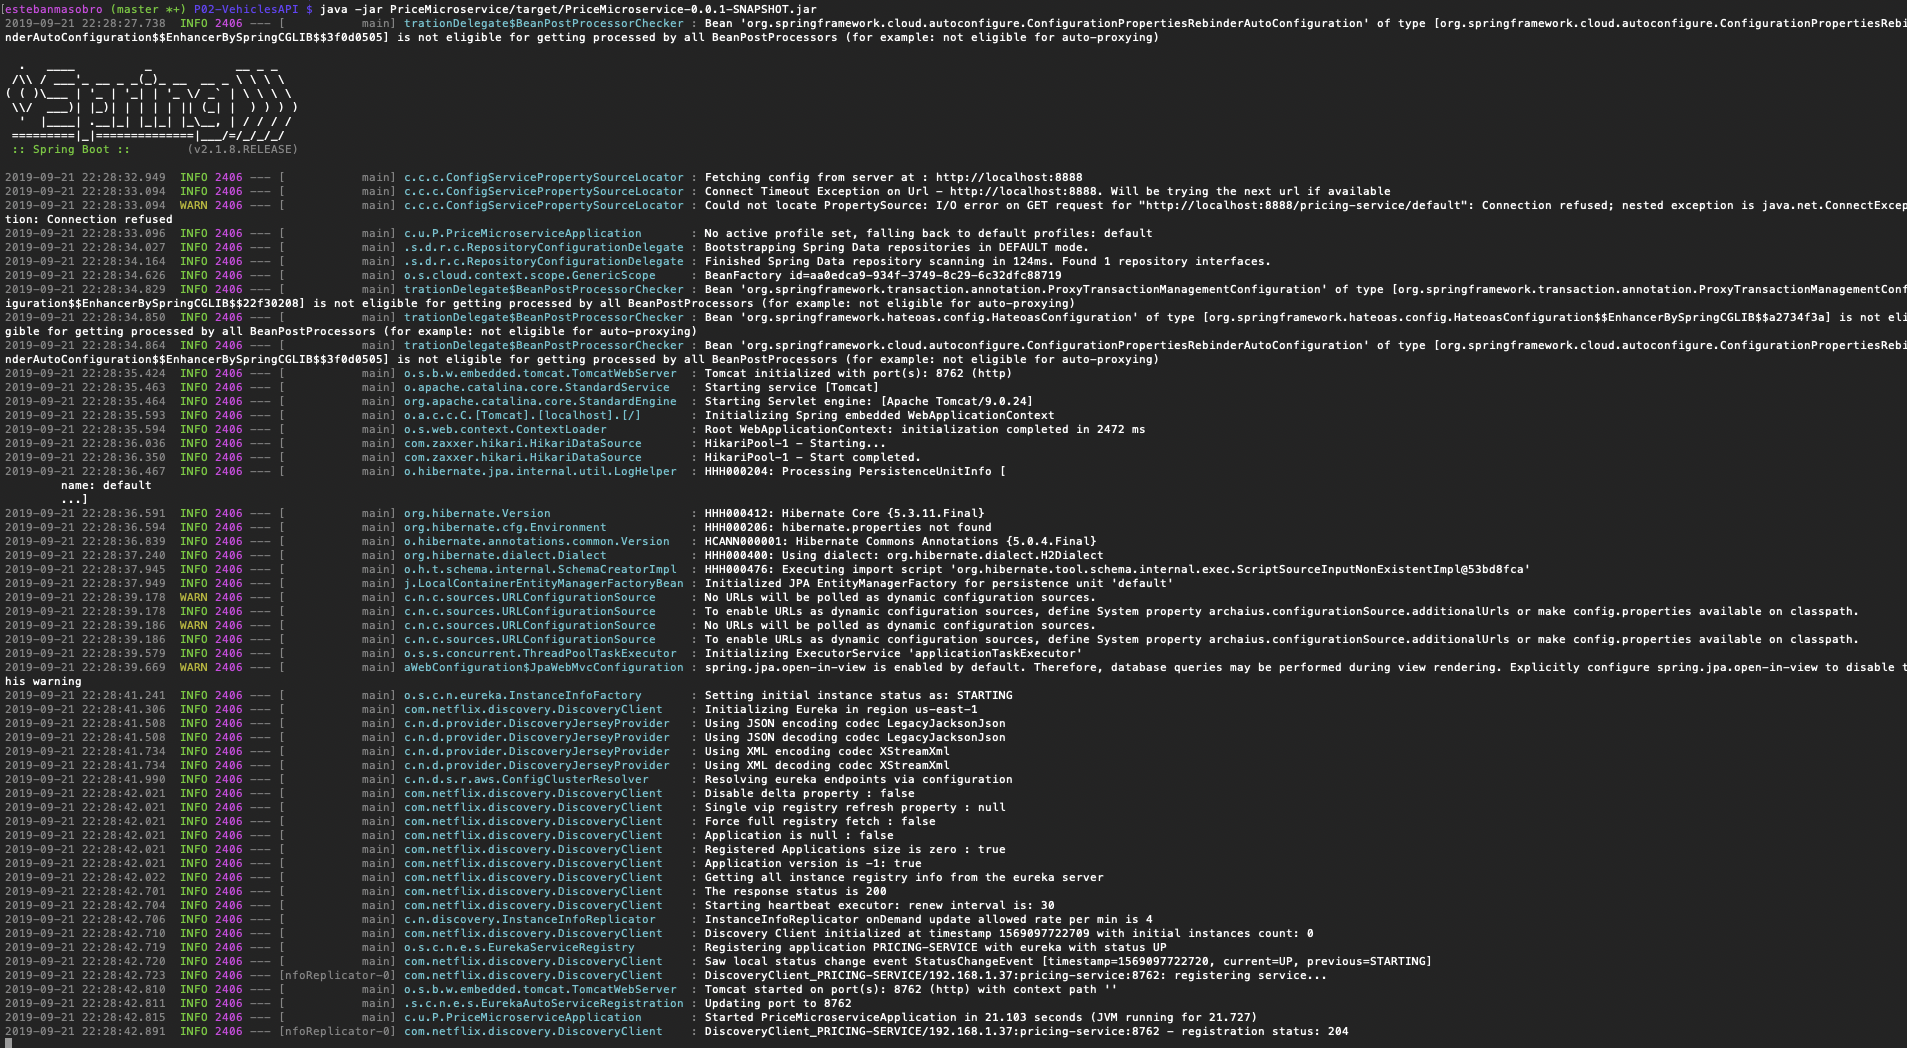 [estebanmasobro (master *+) P02-VehiclesAPI $ java -jar PriceMicroservice/target/PriceMicroservice-0.0.1-SNAPSHOT.jar
2019-09-21 22:28:27.738  INFO 2406 --- [           main] trationDelegate$BeanPostProcessorChecker : Bean 'org.springframework.cloud.autoconfigure.ConfigurationPropertiesRebinderAutoConfiguration' of type [org.springframework.cloud.autoconfigure.ConfigurationPropertiesRebi
nderAutoConfiguration$$EnhancerBySpringCGLIB$$3f0d0505] is not eligible for getting processed by all BeanPostProcessors (for example: not eligible for auto-proxying)
  .   ____          _            __ _ _
 /\\ / ___'_ __ _ _(_)_ __  __ _ \ \ \ \
( ( )\___ | '_ | '_| | '_ \/ _` | \ \ \ \
 \\/  ___)| |_)| | | | | || (_| |  ) ) ) )
  '  |____| .__|_| |_|_| |_\__, | / / / /
 =========|_|==============|___/=/_/_/_/
 :: Spring Boot ::        (v2.1.8.RELEASE)
2019-09-21 22:28:32.949  INFO 2406 --- [           main] c.c.c.ConfigServicePropertySourceLocator : Fetching config from server at : http://localhost:8888
2019-09-21 22:28:33.094  INFO 2406 --- [           main] c.c.c.ConfigServicePropertySourceLocator : Connect Timeout Exception on Url - http://localhost:8888. Will be trying the next url if available
2019-09-21 22:28:33.094  WARN 2406 --- [           main] c.c.c.ConfigServicePropertySourceLocator : Could not locate PropertySource: I/O error on GET request for "http://localhost:8888/pricing-service/default": Connection refused; nested exception is java.net.ConnectExcep
tion: Connection refused
2019-09-21 22:28:33.096  INFO 2406 --- [           main] c.u.P.PriceMicroserviceApplication       : No active profile set, falling back to default profiles: default
2019-09-21 22:28:34.027  INFO 2406 --- [           main] .s.d.r.c.RepositoryConfigurationDelegate : Bootstrapping Spring Data repositories in DEFAULT mode.
2019-09-21 22:28:34.164  INFO 2406 --- [           main] .s.d.r.c.RepositoryConfigurationDelegate : Finished Spring Data repository scanning in 124ms. Found 1 repository interfaces.
2019-09-21 22:28:34.626  INFO 2406 --- [           main] o.s.cloud.context.scope.GenericScope     : BeanFactory id=aa0edca9-934f-3749-8c29-6c32dfc88719
2019-09-21 22:28:34.829  INFO 2406 --- [           main] trationDelegate$BeanPostProcessorChecker : Bean 'org.springframework.transaction.annotation.ProxyTransactionManagementConfiguration' of type [org.springframework.transaction.annotation.ProxyTransactionManagementConf
iguration$$EnhancerBySpringCGLIB$$22f30208] is not eligible for getting processed by all BeanPostProcessors (for example: not eligible for auto-proxying)
2019-09-21 22:28:34.850  INFO 2406 --- [           main] trationDelegate$BeanPostProcessorChecker : Bean 'org.springframework.hateoas.config.HateoasConfiguration' of type [org.springframework.hateoas.config.HateoasConfiguration$$EnhancerBySpringCGLIB$$a2734f3a] is not eli
gible for getting processed by all BeanPostProcessors (for example: not eligible for auto-proxying)
2019-09-21 22:28:34.864  INFO 2406 --- [           main] trationDelegate$BeanPostProcessorChecker : Bean 'org.springframework.cloud.autoconfigure.ConfigurationPropertiesRebinderAutoConfiguration' of type [org.springframework.cloud.autoconfigure.ConfigurationPropertiesRebi
nderAutoConfiguration$$EnhancerBySpringCGLIB$$3f0d0505] is not eligible for getting processed by all BeanPostProcessors (for example: not eligible for auto-proxying)
2019-09-21 22:28:35.424  INFO 2406 --- [           main] o.s.b.w.embedded.tomcat.TomcatWebServer  : Tomcat initialized with port(s): 8762 (http)
2019-09-21 22:28:35.463  INFO 2406 --- [           main] o.apache.catalina.core.StandardService   : Starting service [Tomcat]
2019-09-21 22:28:35.464  INFO 2406 --- [           main] org.apache.catalina.core.StandardEngine  : Starting Servlet engine: [Apache Tomcat/9.0.24]
2019-09-21 22:28:35.593  INFO 2406 --- [           main] o.a.c.c.C.[Tomcat].[localhost].[/]       : Initializing Spring embedded WebApplicationContext
2019-09-21 22:28:35.594  INFO 2406 --- [           main] o.s.web.context.ContextLoader            : Root WebApplicationContext: initialization completed in 2472 ms
2019-09-21 22:28:36.036  INFO 2406 --- [           main] com.zaxxer.hikari.HikariDataSource       : HikariPool-1 - Starting...
2019-09-21 22:28:36.350  INFO 2406 --- [           main] com.zaxxer.hikari.HikariDataSource       : HikariPool-1 - Start completed.
2019-09-21 22:28:36.467  INFO 2406 --- [           main] o.hibernate.jpa.internal.util.LogHelper  : HHH000204: Processing PersistenceUnitInfo [
        name: default
        ...]
2019-09-21 22:28:36.591  INFO 2406 --- [           main] org.hibernate.Version                    : HHH000412: Hibernate Core {5.3.11.Final}
2019-09-21 22:28:36.594  INFO 2406 --- [           main] org.hibernate.cfg.Environment            : HHH000206: hibernate.properties not found
2019-09-21 22:28:36.839  INFO 2406 --- [           main] o.hibernate.annotations.common.Version   : HCANN000001: Hibernate Commons Annotations {5.0.4.Final}
2019-09-21 22:28:37.240  INFO 2406 --- [           main] org.hibernate.dialect.Dialect            : HHH000400: Using dialect: org.hibernate.dialect.H2Dialect
2019-09-21 22:28:37.945  INFO 2406 --- [           main] o.h.t.schema.internal.SchemaCreatorImpl  : HHH000476: Executing import script 'org.hibernate.tool.schema.internal.exec.ScriptSourceInputNonExistentImpl@53bd8fca'
2019-09-21 22:28:37.949  INFO 2406 --- [           main] j.LocalContainerEntityManagerFactoryBean : Initialized JPA EntityManagerFactory for persistence unit 'default'
2019-09-21 22:28:39.178  WARN 2406 --- [           main] c.n.c.sources.URLConfigurationSource     : No URLs will be polled as dynamic configuration sources.
2019-09-21 22:28:39.178  INFO 2406 --- [           main] c.n.c.sources.URLConfigurationSource     : To enable URLs as dynamic configuration sources, define System property archaius.configurationSource.additionalUrls or make config.properties available on classpath.
2019-09-21 22:28:39.186  WARN 2406 --- [           main] c.n.c.sources.URLConfigurationSource     : No URLs will be polled as dynamic configuration sources.
2019-09-21 22:28:39.186  INFO 2406 --- [           main] c.n.c.sources.URLConfigurationSource     : To enable URLs as dynamic configuration sources, define System property archaius.configurationSource.additionalUrls or make config.properties available on classpath.
2019-09-21 22:28:39.579  INFO 2406 --- [           main] o.s.s.concurrent.ThreadPoolTaskExecutor  : Initializing ExecutorService 'applicationTaskExecutor'
2019-09-21 22:28:39.669  WARN 2406 --- [           main] aWebConfiguration$JpaWebMvcConfiguration : spring.jpa.open-in-view is enabled by default. Therefore, database queries may be performed during view rendering. Explicitly configure spring.jpa.open-in-view to disable t
his warning
2019-09-21 22:28:41.241  INFO 2406 --- [           main] o.s.c.n.eureka.InstanceInfoFactory       : Setting initial instance status as: STARTING
2019-09-21 22:28:41.306  INFO 2406 --- [           main] com.netflix.discovery.DiscoveryClient    : Initializing Eureka in region us-east-1
2019-09-21 22:28:41.508  INFO 2406 --- [           main] c.n.d.provider.DiscoveryJerseyProvider   : Using JSON encoding codec LegacyJacksonJson
2019-09-21 22:28:41.508  INFO 2406 --- [           main] c.n.d.provider.DiscoveryJerseyProvider   : Using JSON decoding codec LegacyJacksonJson
2019-09-21 22:28:41.734  INFO 2406 --- [           main] c.n.d.provider.DiscoveryJerseyProvider   : Using XML encoding codec XStreamXml
2019-09-21 22:28:41.734  INFO 2406 --- [           main] c.n.d.provider.DiscoveryJerseyProvider   : Using XML decoding codec XStreamXml
2019-09-21 22:28:41.990  INFO 2406 --- [           main] c.n.d.s.r.aws.ConfigClusterResolver      : Resolving eureka endpoints via configuration
2019-09-21 22:28:42.021  INFO 2406 --- [           main] com.netflix.discovery.DiscoveryClient    : Disable delta property : false
2019-09-21 22:28:42.021  INFO 2406 --- [           main] com.netflix.discovery.DiscoveryClient    : Single vip registry refresh property : null
2019-09-21 22:28:42.021  INFO 2406 --- [           main] com.netflix.discovery.DiscoveryClient    : Force full registry fetch : false
2019-09-21 22:28:42.021  INFO 2406 --- [           main] com.netflix.discovery.DiscoveryClient    : Application is null : false
2019-09-21 22:28:42.021  INFO 2406 --- [           main] com.netflix.discovery.DiscoveryClient    : Registered Applications size is zero : true
2019-09-21 22:28:42.021  INFO 2406 --- [           main] com.netflix.discovery.DiscoveryClient    : Application version is -1: true
2019-09-21 22:28:42.022  INFO 2406 --- [           main] com.netflix.discovery.DiscoveryClient    : Getting all instance registry info from the eureka server
2019-09-21 22:28:42.701  INFO 2406 --- [           main] com.netflix.discovery.DiscoveryClient    : The response status is 200
2019-09-21 22:28:42.704  INFO 2406 --- [           main] com.netflix.discovery.DiscoveryClient    : Starting heartbeat executor: renew interval is: 30
2019-09-21 22:28:42.706  INFO 2406 --- [           main] c.n.discovery.InstanceInfoReplicator     : InstanceInfoReplicator onDemand update allowed rate per min is 4
2019-09-21 22:28:42.710  INFO 2406 --- [           main] com.netflix.discovery.DiscoveryClient    : Discovery Client initialized at timestamp 1569097722709 with initial instances count: 0
2019-09-21 22:28:42.719  INFO 2406 --- [           main] o.s.c.n.e.s.EurekaServiceRegistry        : Registering application PRICING-SERVICE with eureka with status UP
2019-09-21 22:28:42.720  INFO 2406 --- [           main] com.netflix.discovery.DiscoveryClient    : Saw local status change event StatusChangeEvent [timestamp=1569097722720, current=UP, previous=STARTING]
2019-09-21 22:28:42.723  INFO 2406 --- [nfoReplicator-0] com.netflix.discovery.DiscoveryClient    : DiscoveryClient_PRICING-SERVICE/192.168.1.37:pricing-service:8762: registering service...
2019-09-21 22:28:42.810  INFO 2406 --- [           main] o.s.b.w.embedded.tomcat.TomcatWebServer  : Tomcat started on port(s): 8762 (http) with context path ''
2019-09-21 22:28:42.811  INFO 2406 --- [           main] .s.c.n.e.s.EurekaAutoServiceRegistration : Updating port to 8762
2019-09-21 22:28:42.815  INFO 2406 --- [           main] c.u.P.PriceMicroserviceApplication       : Started PriceMicroserviceApplication in 21.103 seconds (JVM running for 21.727)
2019-09-21 22:28:42.891  INFO 2406 --- [nfoReplicator-0] com.netflix.discovery.DiscoveryClient    : DiscoveryClient_PRICING-SERVICE/192.168.1.37:pricing-service:8762 - registration status: 204